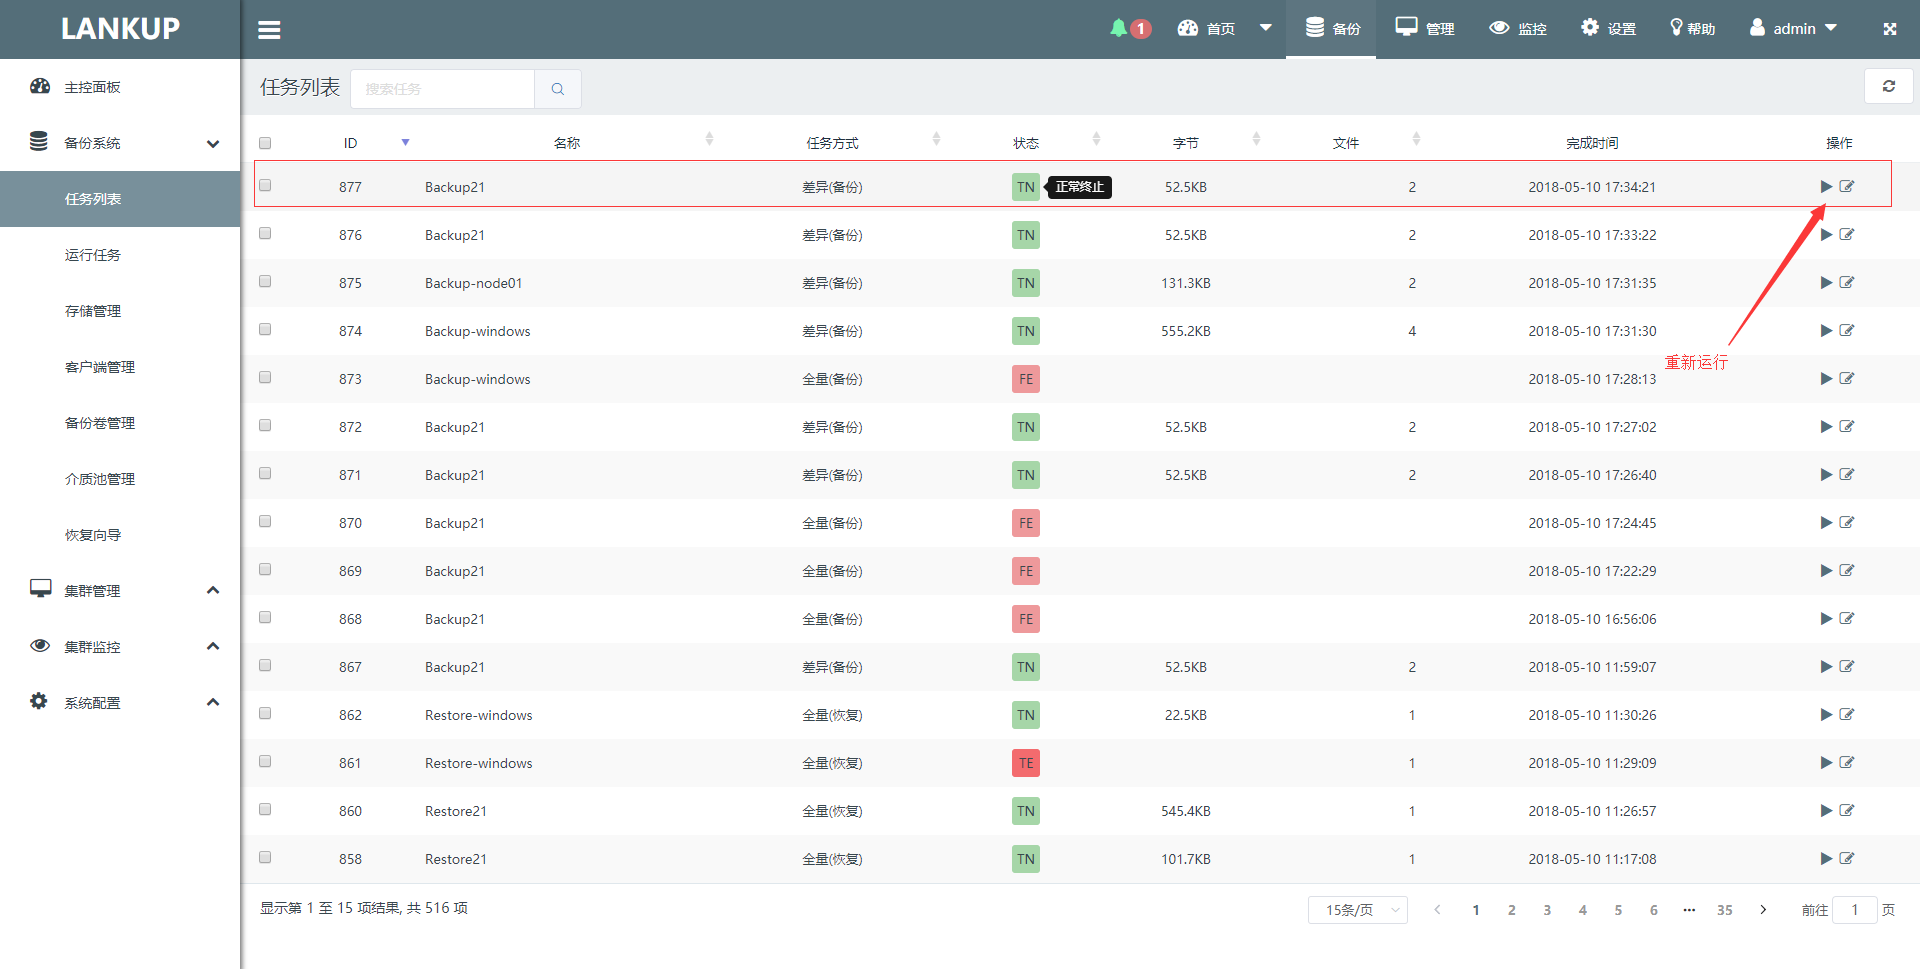 LANKUP
1 首页 备份 管理 监控 设置 帮助 admin
主控面板
备份系统
任务列表
运行任务
存储管理
客户端管理
备份卷管理
介质池管理
恢复向导
集群管理
集群监控
系统配置
任务列表 搜索任务
ID 名称 任务方式 状态 字节 文件 完成时间 操作
877 Backup21 差异(备份) TN 正常终止 52.5KB 2 2018-05-10 17:34:21
876 Backup21 差异(备份) TN 52.5KB 2 2018-05-10 17:33:22
875 Backup-node01 差异(备份) TN 131.3KB 2 2018-05-10 17:31:35
874 Backup-windows 差异(备份) TN 555.2KB 4 2018-05-10 17:31:30
重新运行
873 Backup-windows 全量(备份) FE 2018-05-10 17:28:13
872 Backup21 差异(备份) TN 52.5KB 2 2018-05-10 17:27:02
871 Backup21 差异(备份) TN 52.5KB 2 2018-05-10 17:26:40
870 Backup21 全量(备份) FE 2018-05-10 17:24:45
869 Backup21 全量(备份) FE 2018-05-10 17:22:29
868 Backup21 全量(备份) FE 2018-05-10 16:56:06
867 Backup21 差异(备份) TN 52.5KB 2 2018-05-10 11:59:07
862 Restore-windows 全量(恢复) TN 22.5KB 1 2018-05-10 11:30:26
861 Restore-windows 全量(恢复) TE 1 2018-05-10 11:29:09
860 Restore21 全量(恢复) TN 545.4KB 1 2018-05-10 11:26:57
858 Restore21 全量(恢复) TN 101.7KB 1 2018-05-10 11:17:08
显示第 1 至 15 项结果, 共 516 项
15条/页 1 2 3 4 5 6 ••• 35 前往 1 页